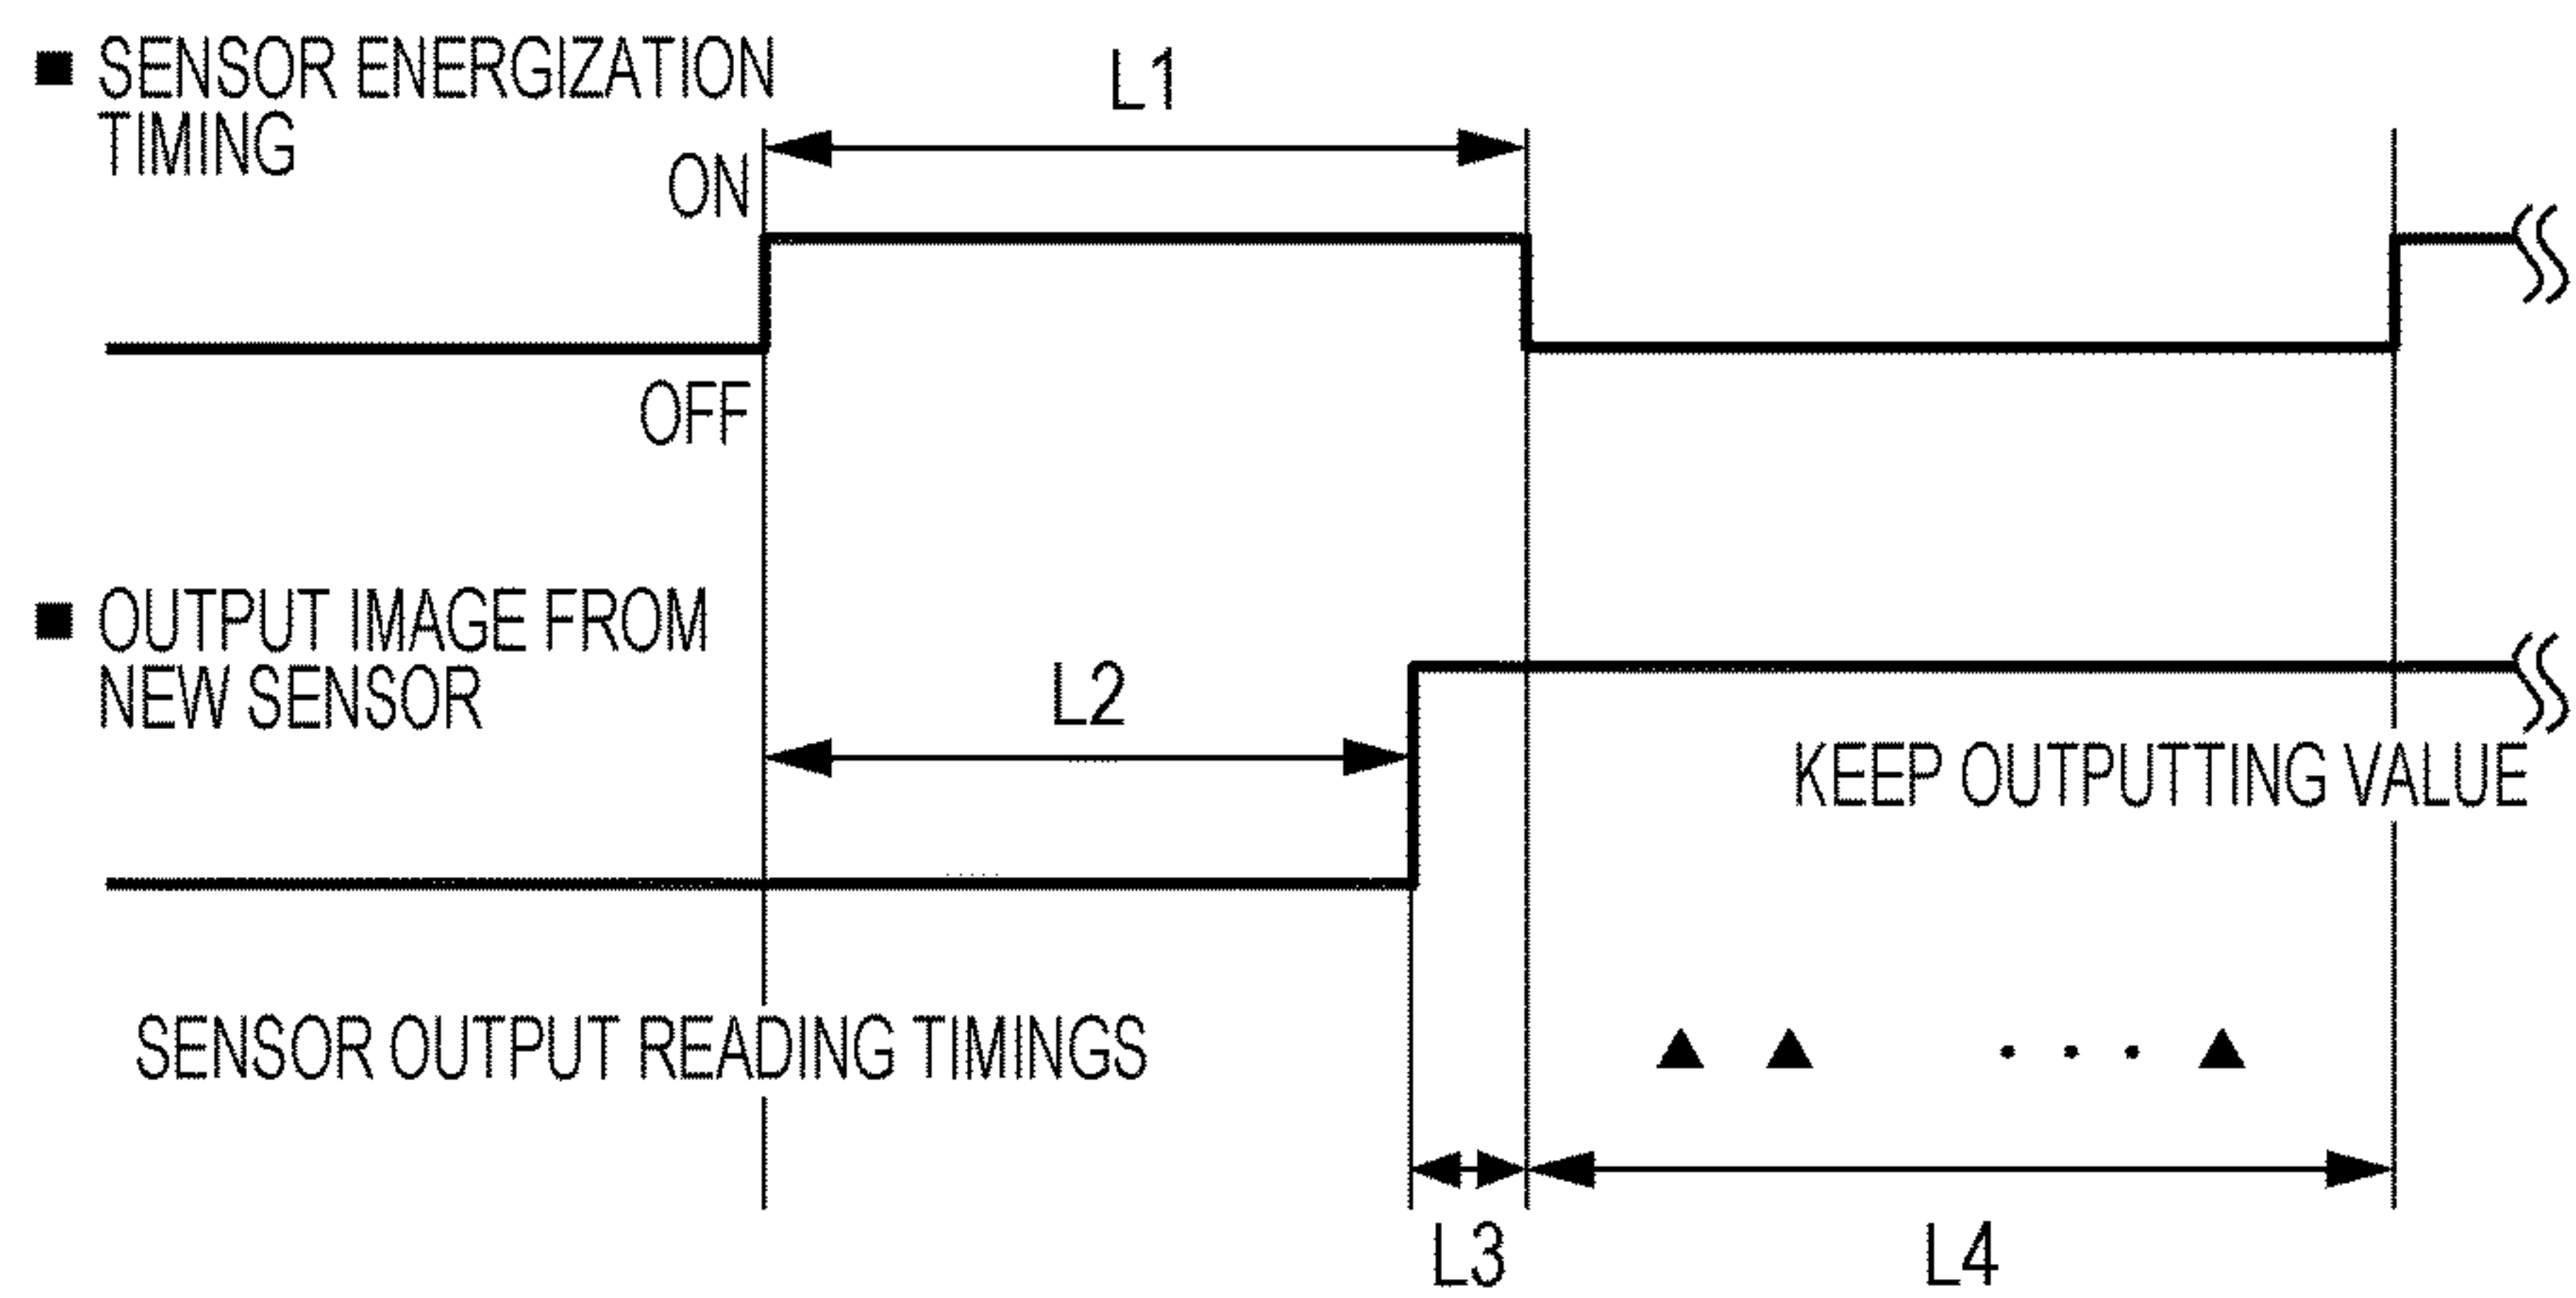 ■ SENSOR ENERGIZATION
TIMING
L1
ON
OFF
■ OUTPUT IMAGE FROM
NEW SENSOR
L2
KEEP OUTPUTTING VALUE
SENSOR OUTPUT READING TIMINGS
▲ ▲ · · · ▲
L3
L4